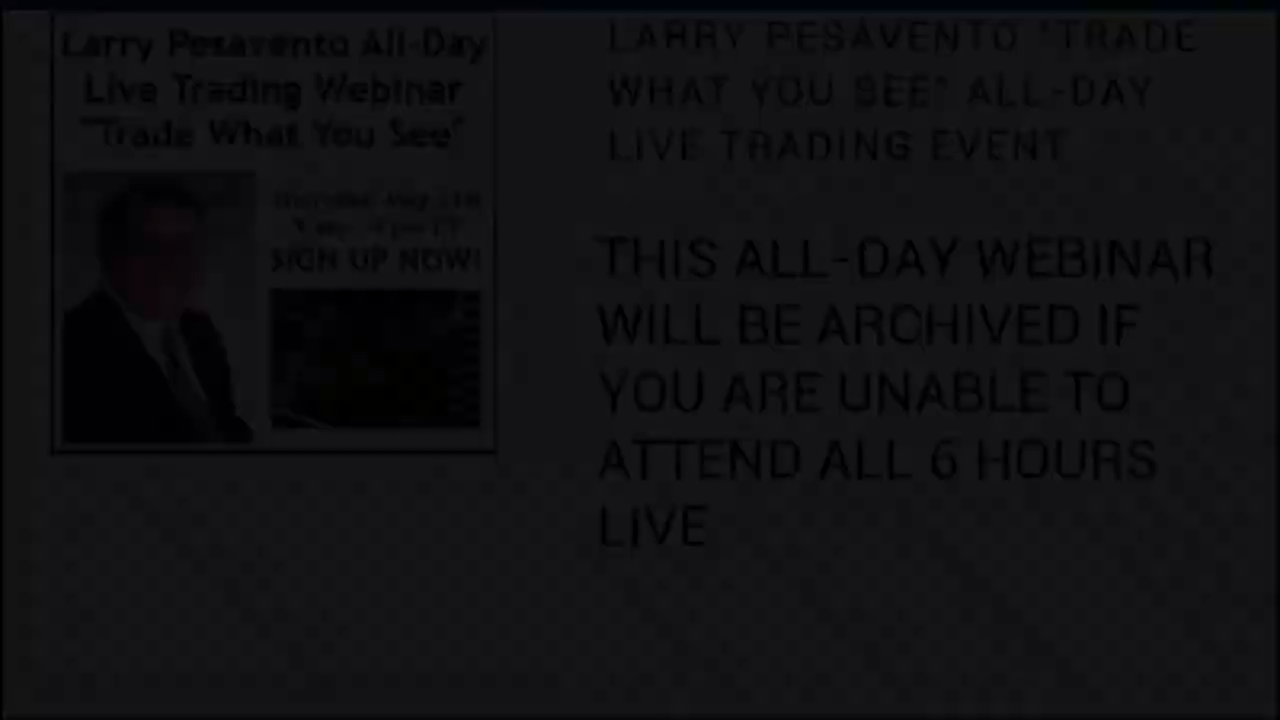 Larry Pesavento All-Day
Live Trading Webinar
"Trade What You See"
SIGN UP NOW!
LARRY PESAVENTO "TRADE
WHAT YOU SEE" ALL-DAY
LIVE TRADING EVENT
THIS ALL-DAY WEBINAR
WILL BE ARCHIVED IF
YOU ARE UNABLE TO
ATTEND ALL 6 HOURS
LIVE